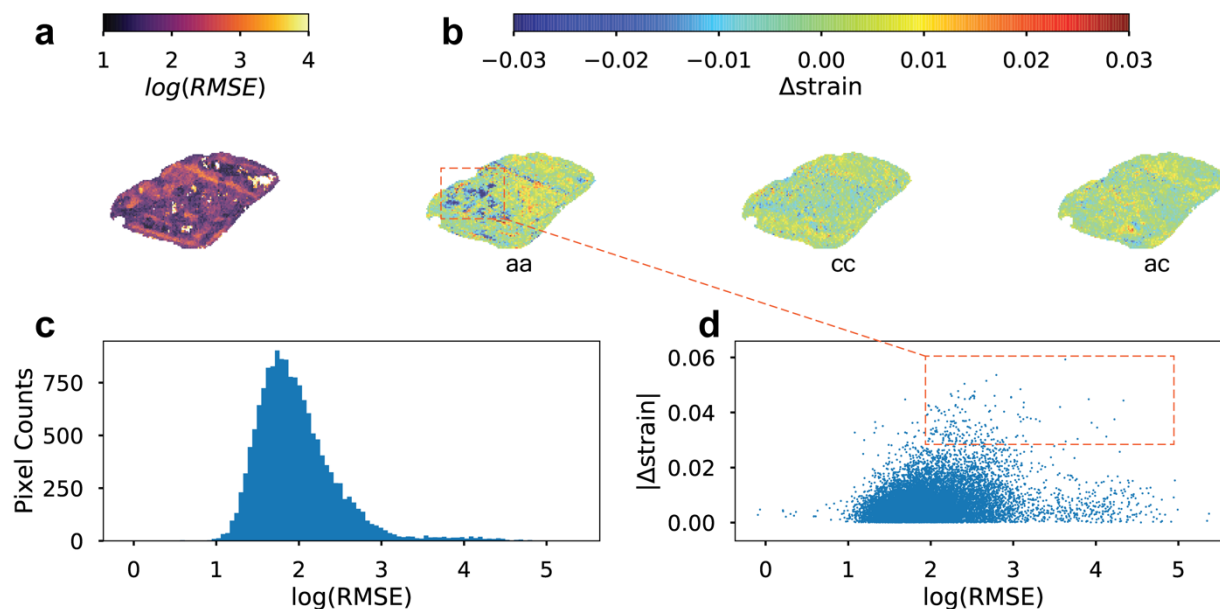 a
1 2 3 4
log(RMSE)
b
−0.03 −0.02 −0.01 0.00 0.01 0.02 0.03
Δstrain
aa
cc
ac
c
Pixel Counts
750
500
250
0
0 1 2 3 4 5
log(RMSE)
d
|Δstrain|
0.06
0.04
0.02
0.00
0 1 2 3 4 5
log(RMSE)